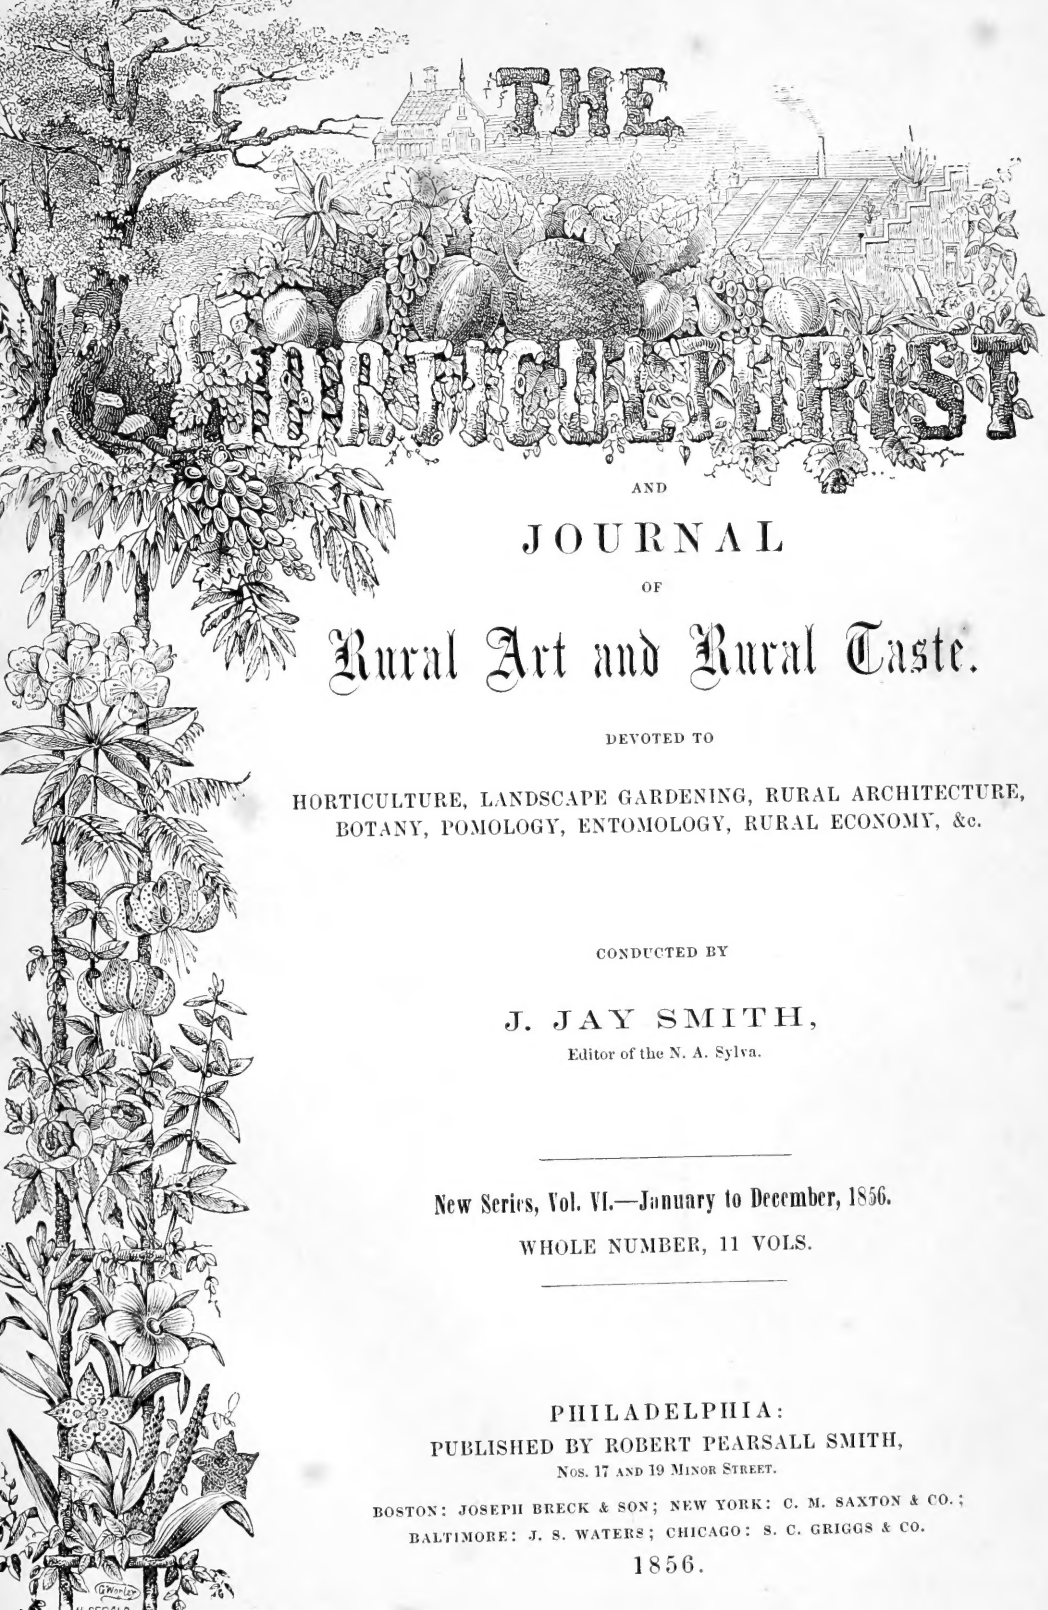 THE
HORTICULTURIST
AND
JOURNAL
OF
Rural Art and Rural Taste.
DEVOTED TO
HORTICULTURE, LANDSCAPE GARDENING, RURAL ARCHITECTURE,
BOTANY, POMOLOGY, ENTOMOLOGY, RURAL ECONOMY, &c.
CONDUCTED BY
J. JAY SMITH,
Editor of the N. A. Sylva.
New Series, Vol. VI.—January to December, 1856.
WHOLE NUMBER, 11 VOLS.
PHILADELPHIA:
PUBLISHED BY ROBERT PEARSALL SMITH,
Nos. 17 AND 19 MINOR STREET.
BOSTON: JOSEPH BRECK & SON; NEW YORK: C. M. SAXTON & CO.;
BALTIMORE: J. S. WATERS; CHICAGO: S. C. GRIGGS & CO.
1856.